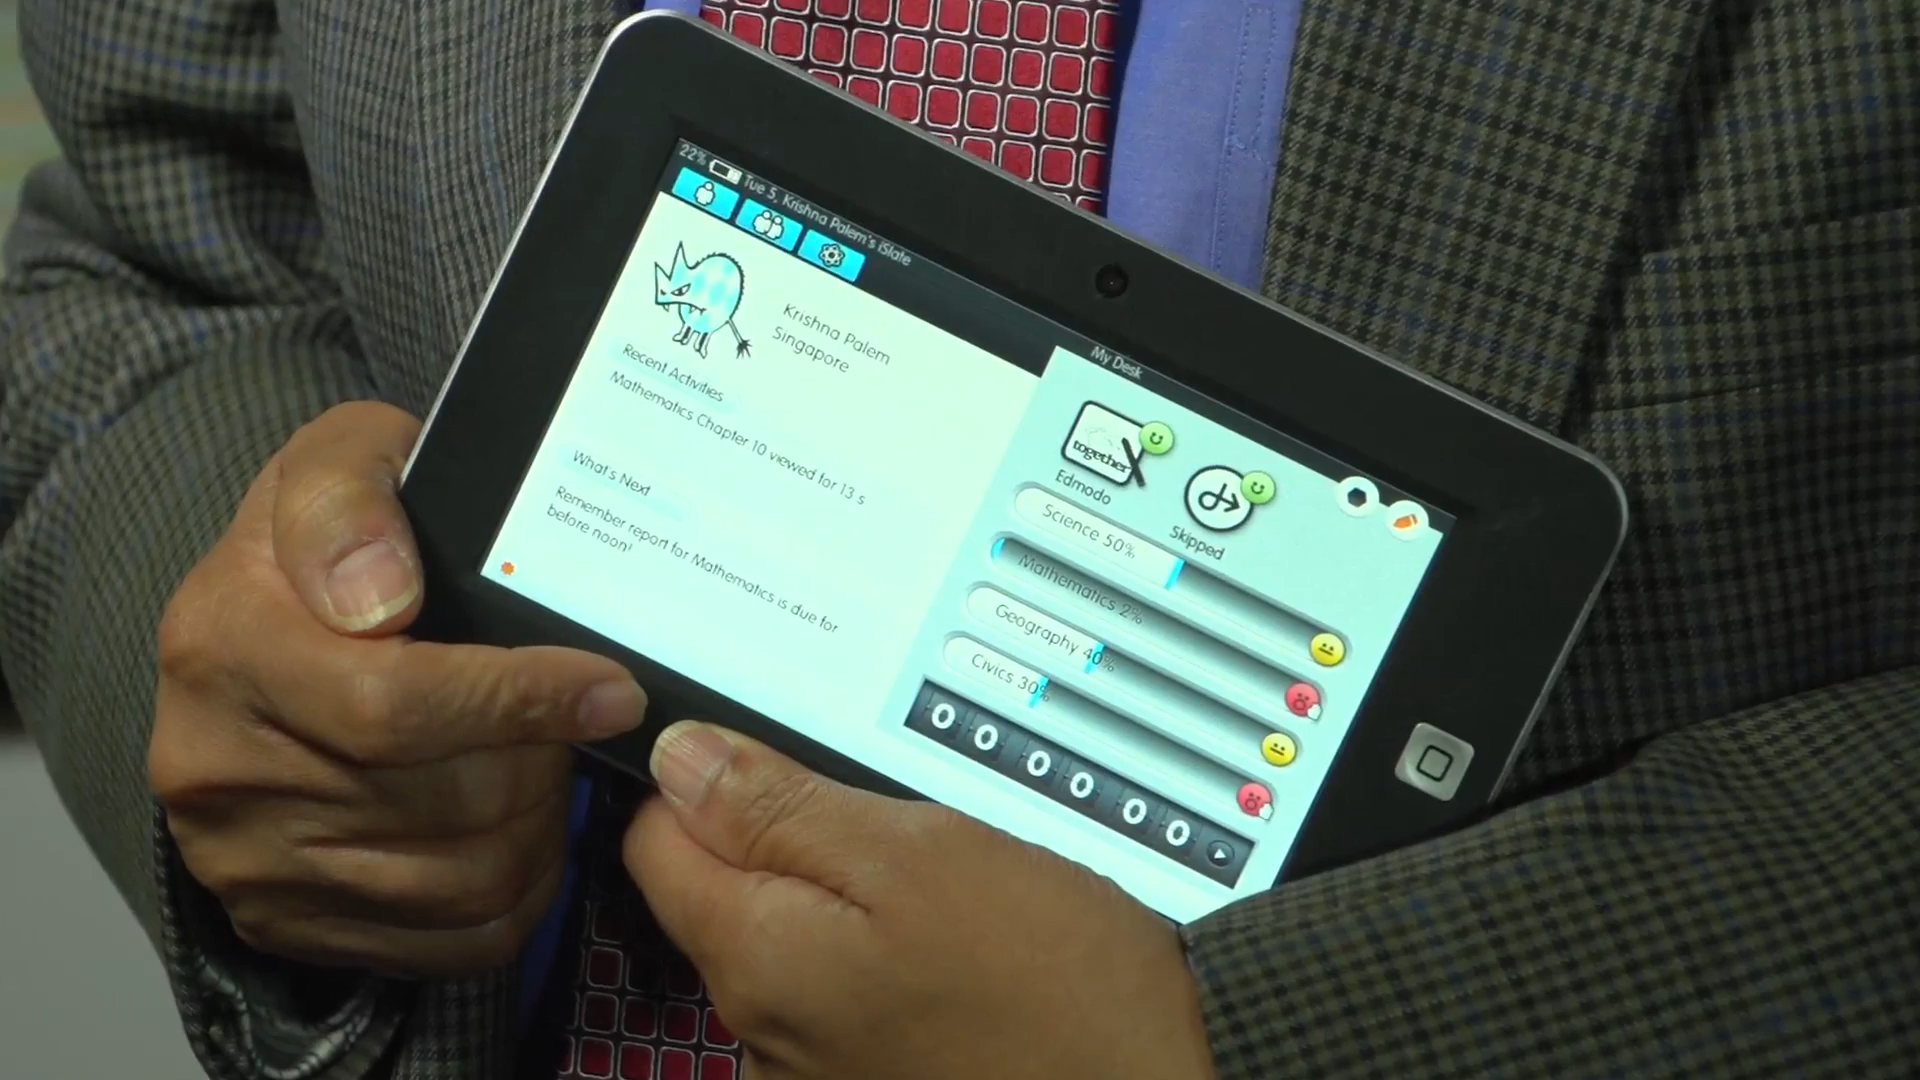 22%
Tue 5, Krishna Palem's iSlate
Krishna Palem
Singapore
Recent Activities
Mathematics Chapter 10 viewed for 13 s
What's Next
Remember report for Mathematics is due for
before noon!
My Desk
together
Edmodo
Skipped
Science 50%
Mathematics 2%
Geography 40%
Civics 30%
0 0 0 0 0 0